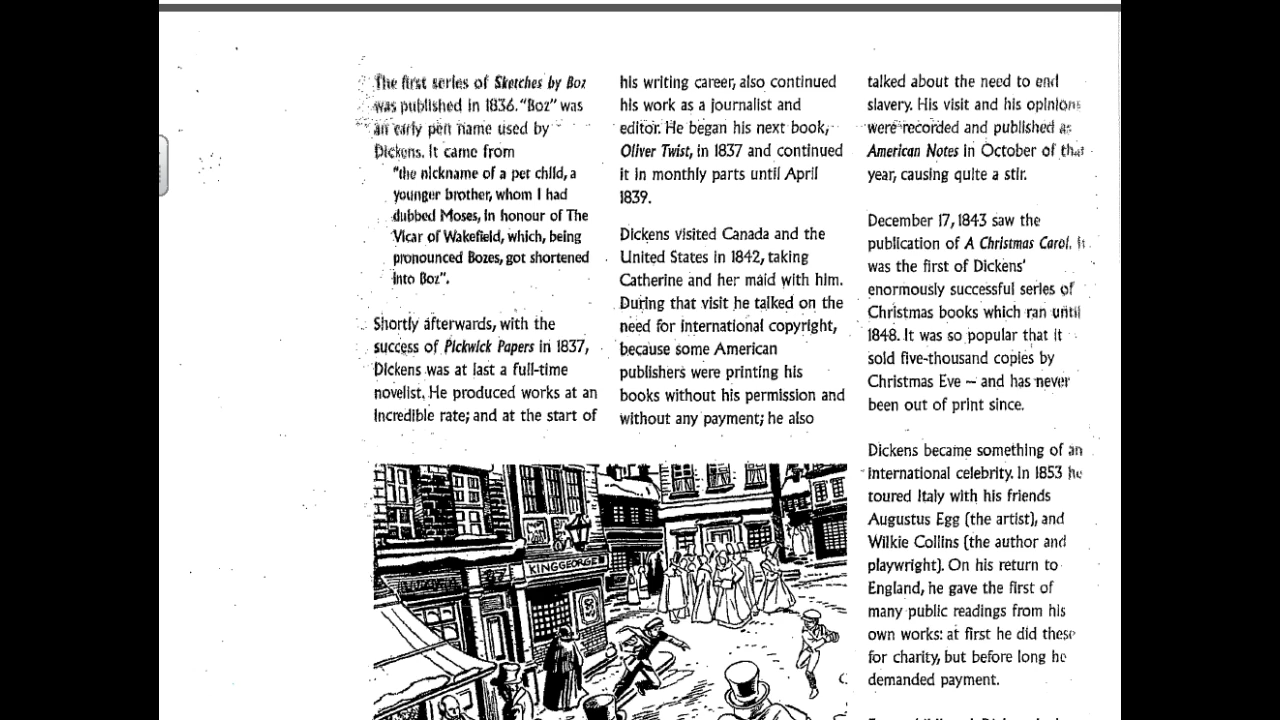 The first series of Sketches by Boz
was published in 1836. "Boz" was
an early pen name used by
Dickens. It came from
"the nickname of a pet child, a
younger brother, whom I had
dubbed Moses, in honour of The
Vicar of Wakefield, which, being
pronounced Bozes, got shortened
into Boz".
Shortly afterwards, with the
success of Pickwick Papers in 1837,
Dickens was at last a full-time
novelist. He produced works at an
incredible rate; and at the start of
his writing career, also continued
his work as a journalist and
editor. He began his next book,
Oliver Twist, in 1837 and continued
it in monthly parts until April
1839.
Dickens visited Canada and the
United States in 1842, taking
Catherine and her maid with him.
During that visit he talked on the
need for international copyright,
because some American
publishers were printing his
books without his permission and
without any payment; he also
talked about the need to end
slavery. His visit and his opinions
were recorded and published as
American Notes in October of that
year, causing quite a stir.
December 17, 1843 saw the
publication of A Christmas Carol. It
was the first of Dickens'
enormously successful series of
Christmas books which ran until
1848. It was so popular that it
sold five-thousand copies by
Christmas Eve – and has never
been out of print since.
Dickens became something of an
international celebrity. In 1853 he
toured Italy with his friends
Augustus Egg (the artist), and
Wilkie Collins (the author and
playwright). On his return to
England, he gave the first of
many public readings from his
own works: at first he did these
for charity, but before long he
demanded payment.
KING GEORGE